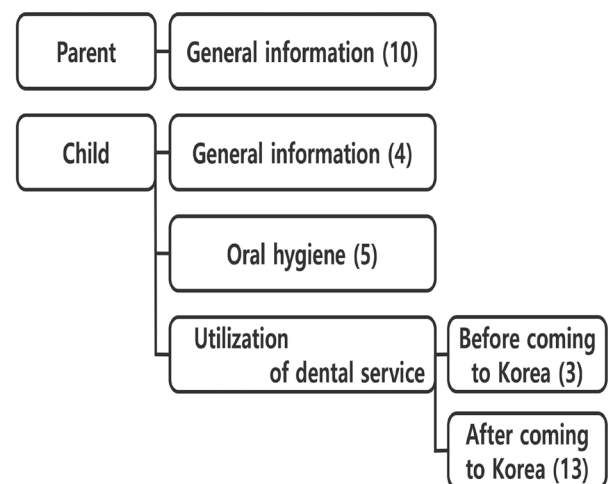 Parent
General information (10)
Child
General information (4)
Oral hygiene (5)
Utilization
of dental service
Before coming
to Korea (3)
After coming
to Korea (13)